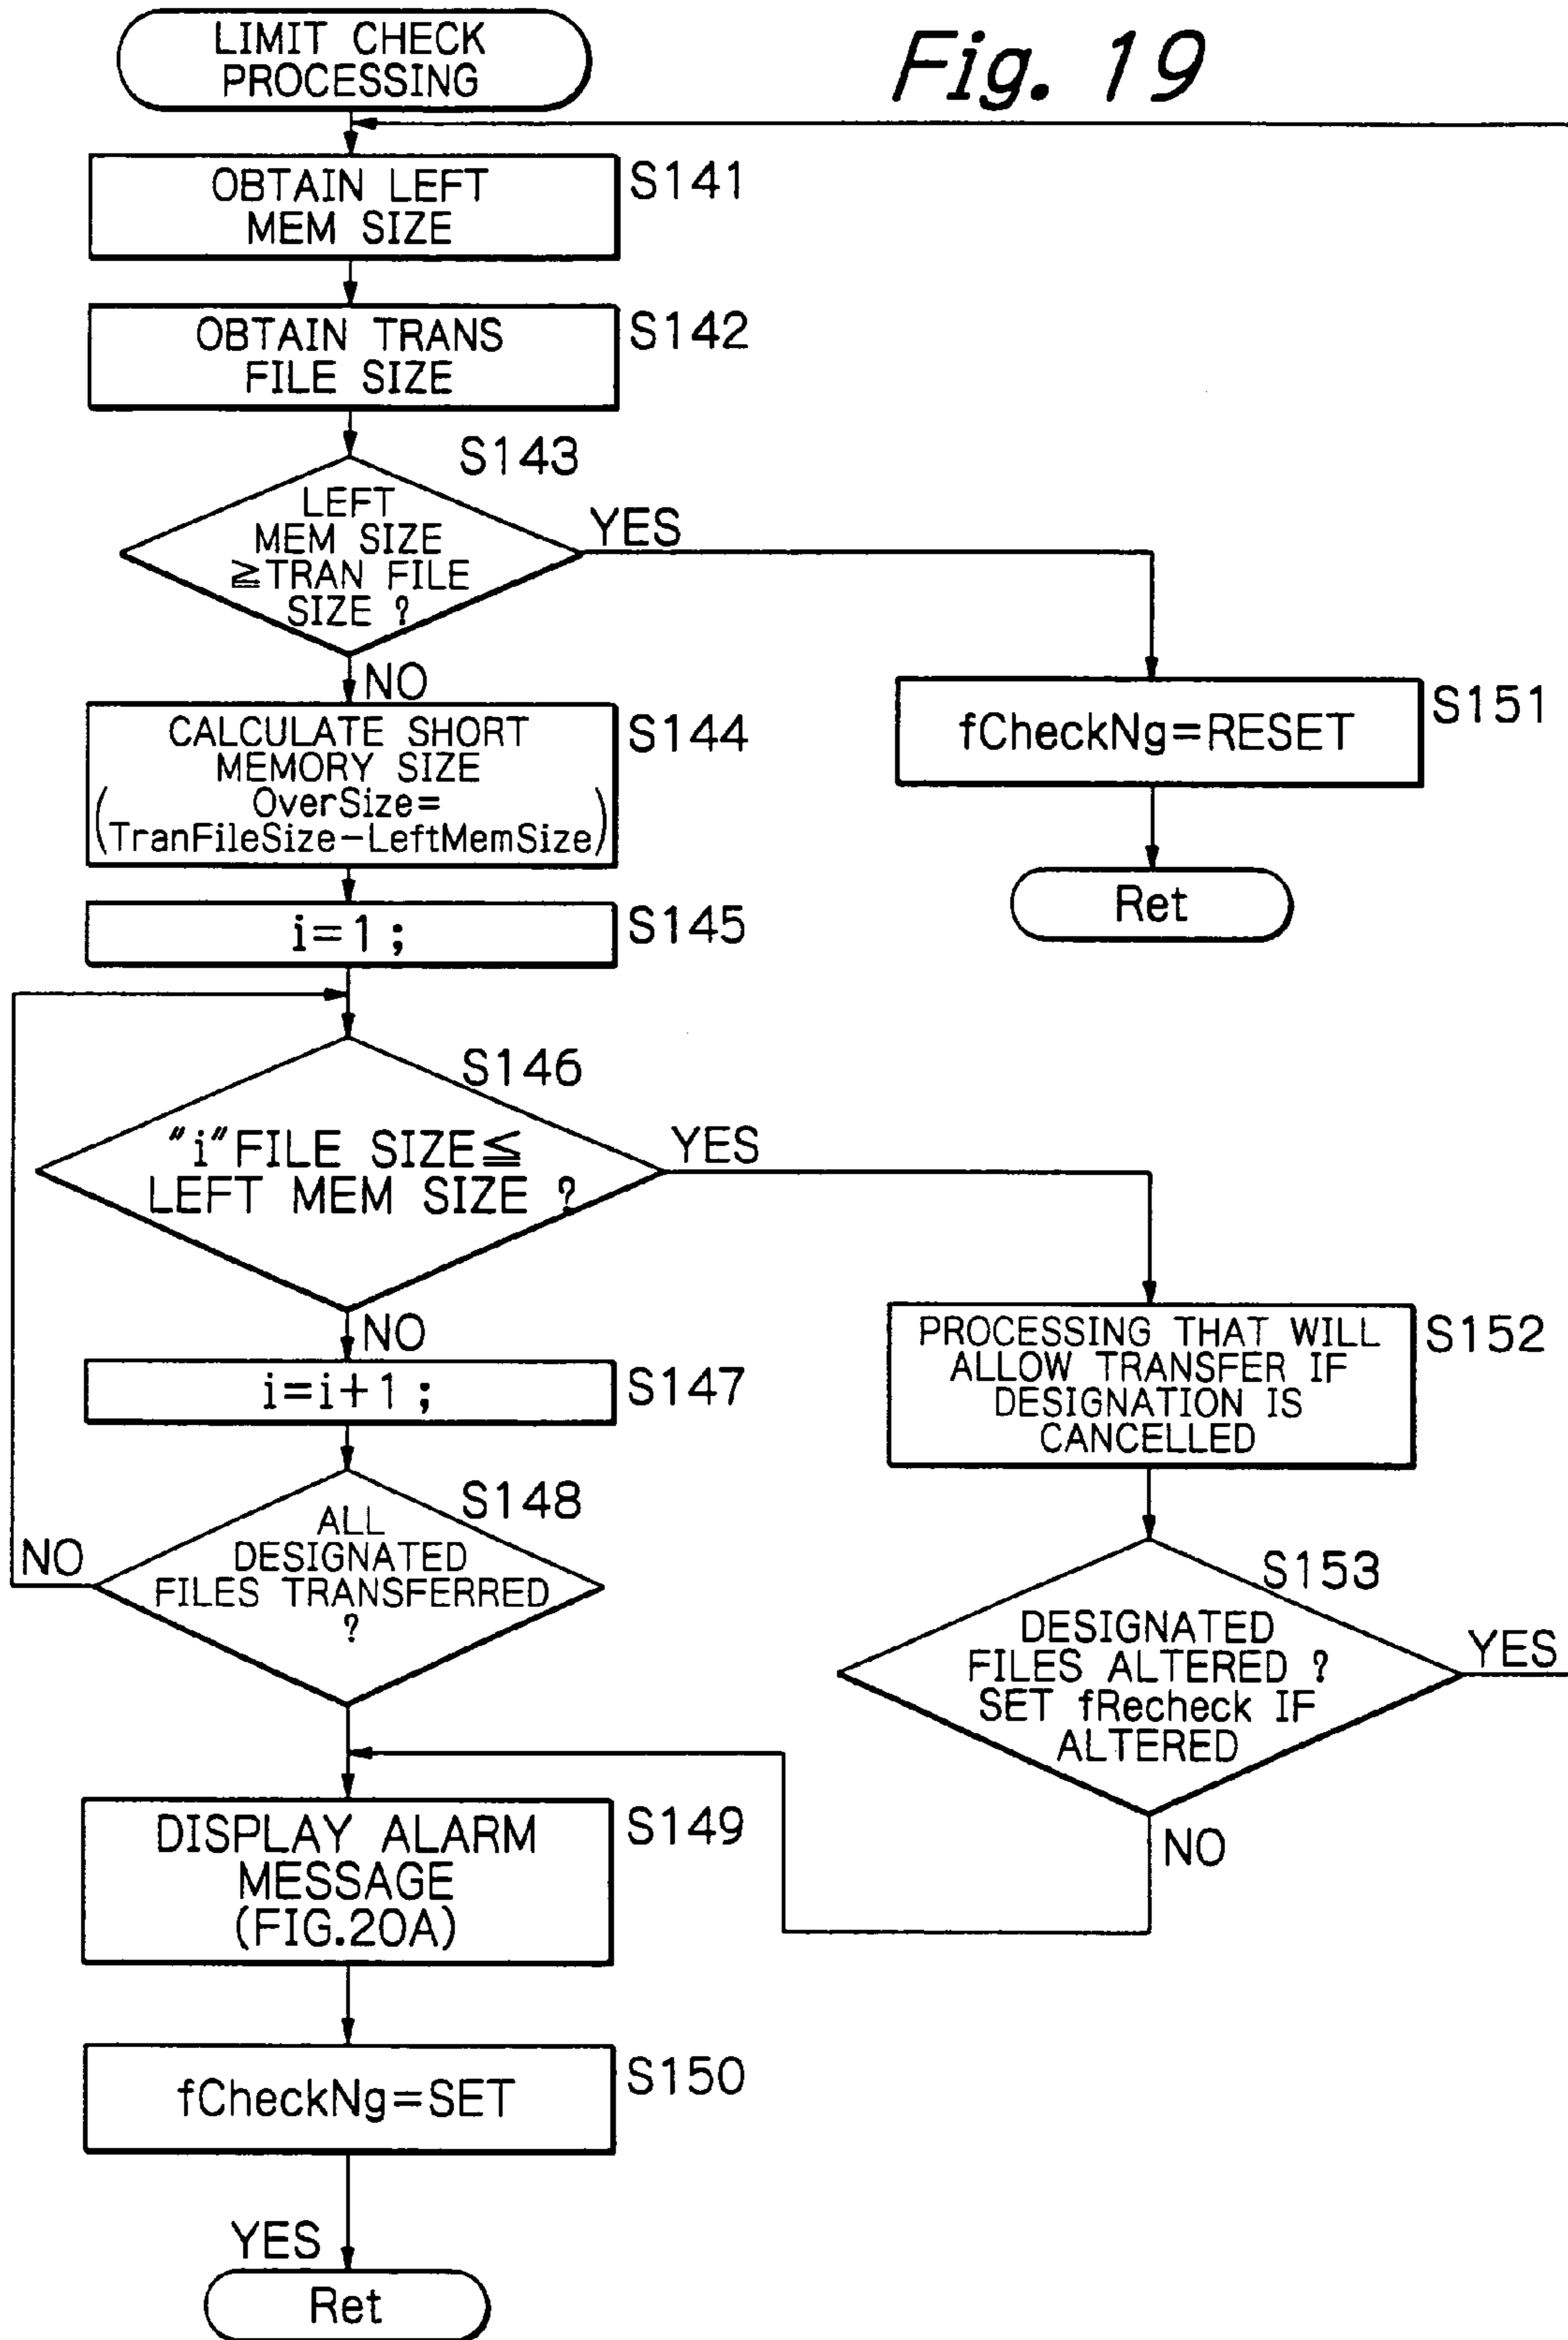 Fig. 19
LIMIT CHECK
PROCESSING
OBTAIN LEFT
MEM SIZE
S141
OBTAIN TRANS
FILE SIZE
S142
S143
LEFT
MEM SIZE
≧TRAN FILE
SIZE ?
YES
NO
CALCULATE SHORT
MEMORY SIZE
(OverSize=
TranFileSize-LeftMemSize)
S144
fCheckNg=RESET
S151
Ret
i=1 ;
S145
S146
"i"FILE SIZE≦
LEFT MEM SIZE ?
YES
NO
i=i+1 ;
S147
PROCESSING THAT WILL
ALLOW TRANSFER IF
DESIGNATION IS
CANCELLED
S152
S148
ALL
DESIGNATED
FILES TRANSFERRED
?
NO
S153
DESIGNATED
FILES ALTERED ?
SET fRecheck IF
ALTERED
YES
NO
DISPLAY ALARM
MESSAGE
(FIG.20A)
S149
fCheckNg=SET
S150
YES
Ret